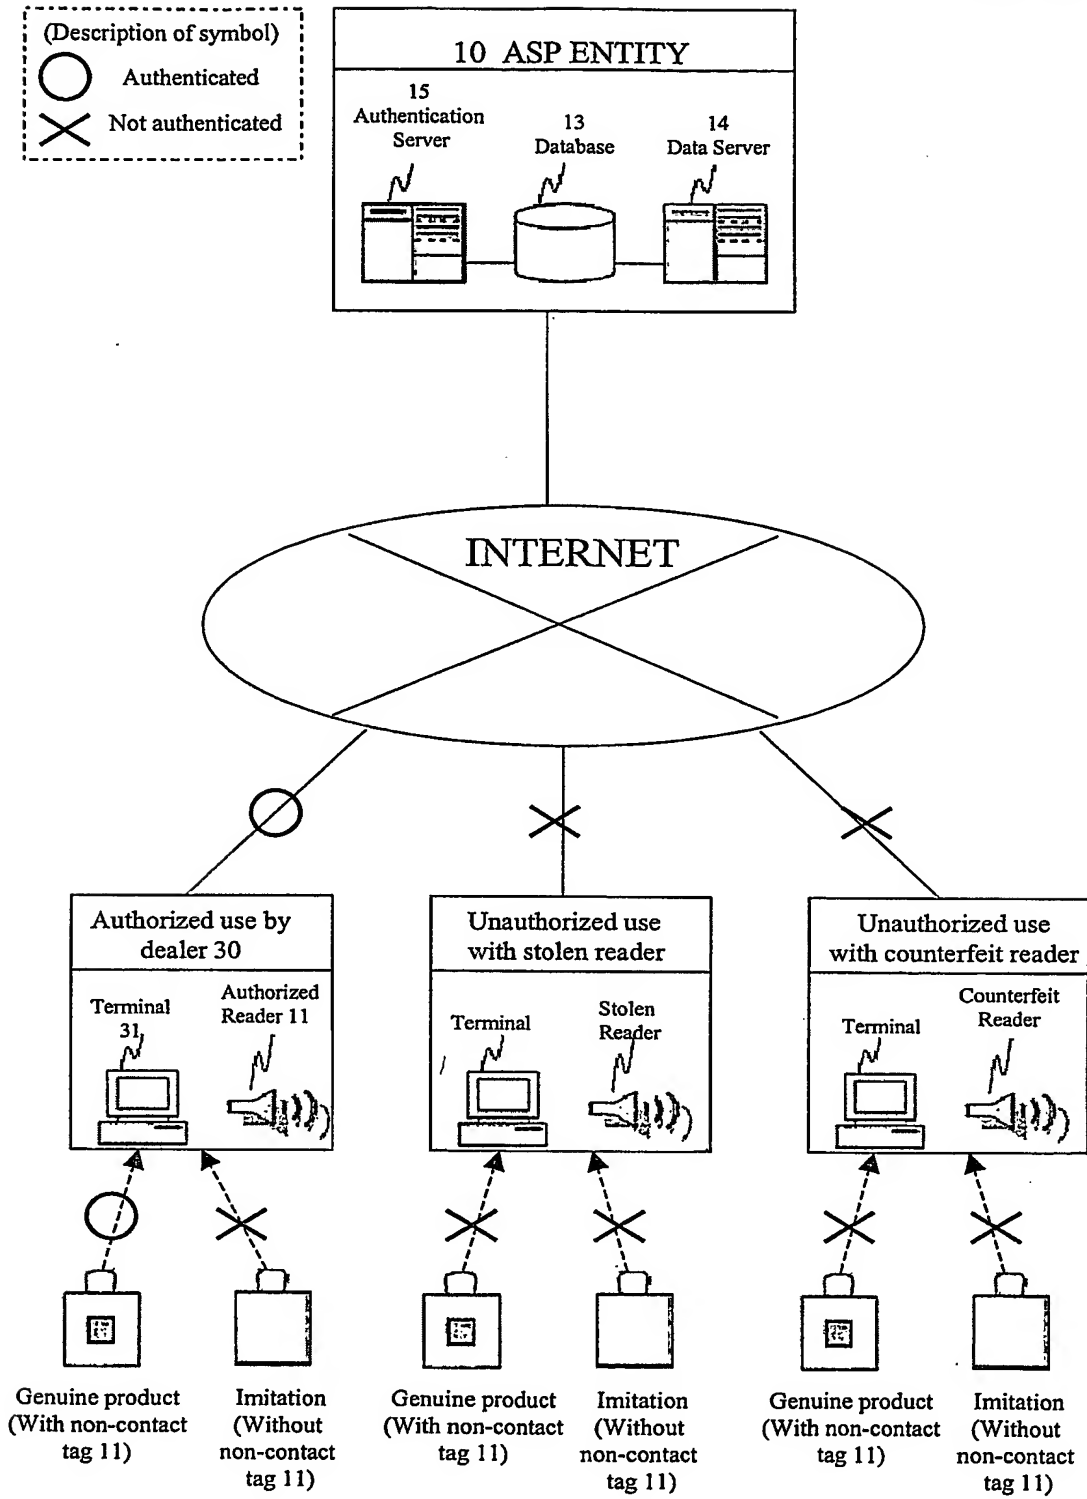 (Description of symbol)
Authenticated
Not authenticated
10 ASP ENTITY
15
Authentication
Server
13
Database
14
Data Server
INTERNET
Authorized use by
dealer 30
Terminal
31
Authorized
Reader 11
Unauthorized use
with stolen reader
Terminal
Stolen
Reader
Unauthorized use
with counterfeit reader
Terminal
Counterfeit
Reader
Genuine product
(With non-contact
tag 11)
Imitation
(Without
non-contact
tag 11)
Genuine product
(With non-contact
tag 11)
Imitation
(Without
non-contact
tag 11)
Genuine product
(With non-contact
tag 11)
Imitation
(Without
non-contact
tag 11)